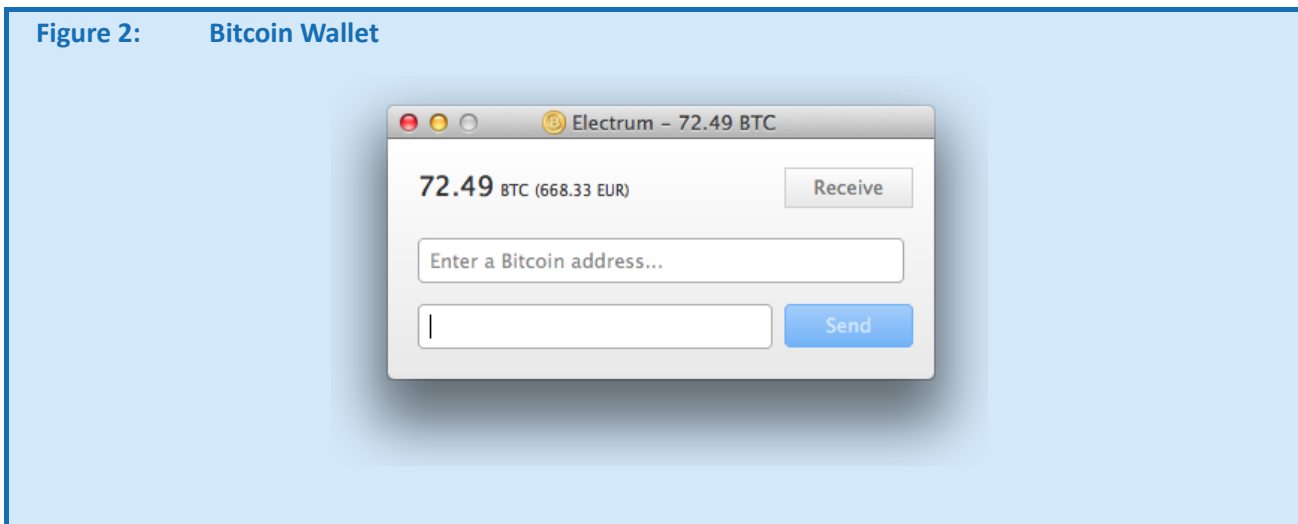 Figure 2: Bitcoin Wallet
Electrum – 72.49 BTC
72.49 BTC (668.33 EUR) Receive
Enter a Bitcoin address...
Send